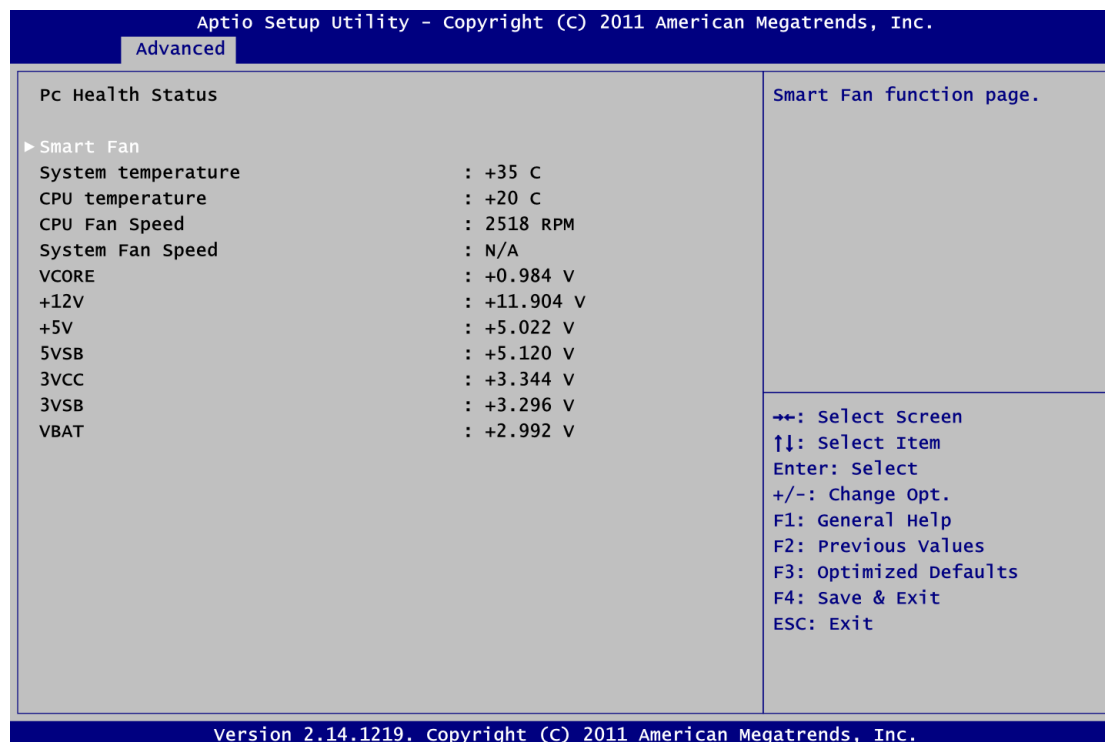 Aptio Setup Utility - Copyright (C) 2011 American Megatrends, Inc.
Advanced
Pc Health Status
▶ Smart Fan
System temperature : +35 C
CPU temperature : +20 C
CPU Fan Speed : 2518 RPM
System Fan Speed : N/A
VCORE : +0.984 V
+12V : +11.904 V
+5V : +5.022 V
5VSB : +5.120 V
3VCC : +3.344 V
3VSB : +3.296 V
VBAT : +2.992 V
Smart Fan function page.
→←: Select Screen
↑↓: Select Item
Enter: Select
+/-: Change Opt.
F1: General Help
F2: Previous Values
F3: Optimized Defaults
F4: Save & Exit
ESC: Exit
Version 2.14.1219. Copyright (C) 2011 American Megatrends, Inc.